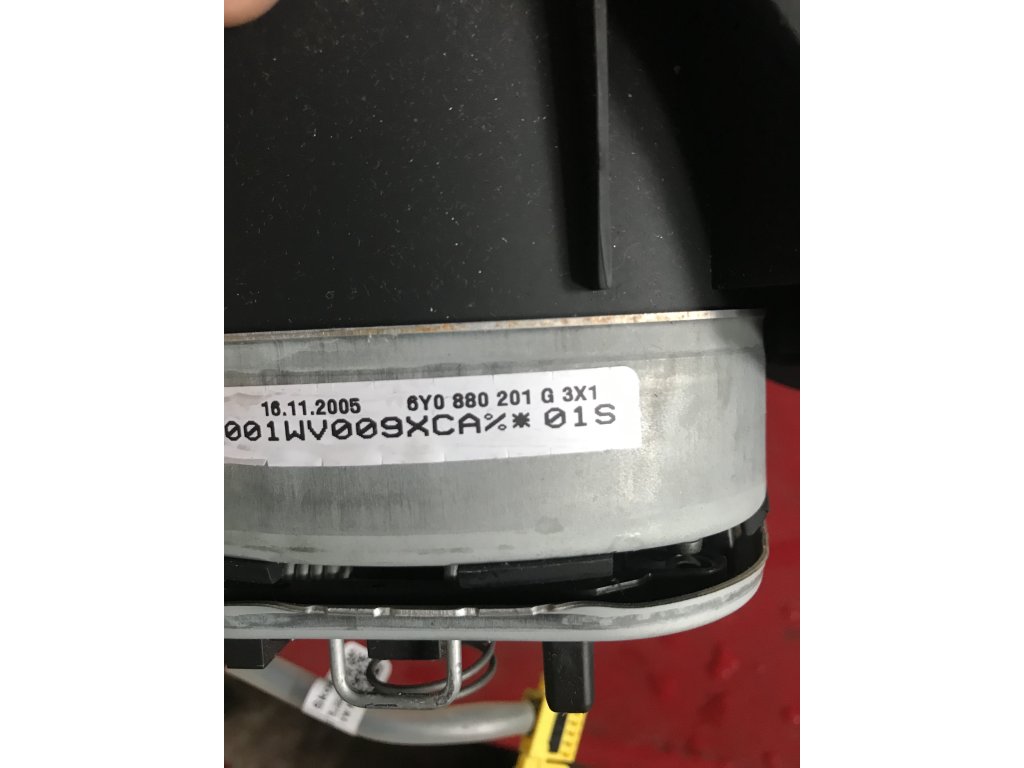 16.11.2005 6Y0 880 201 G 3X1
001WV009XCA%* 01S